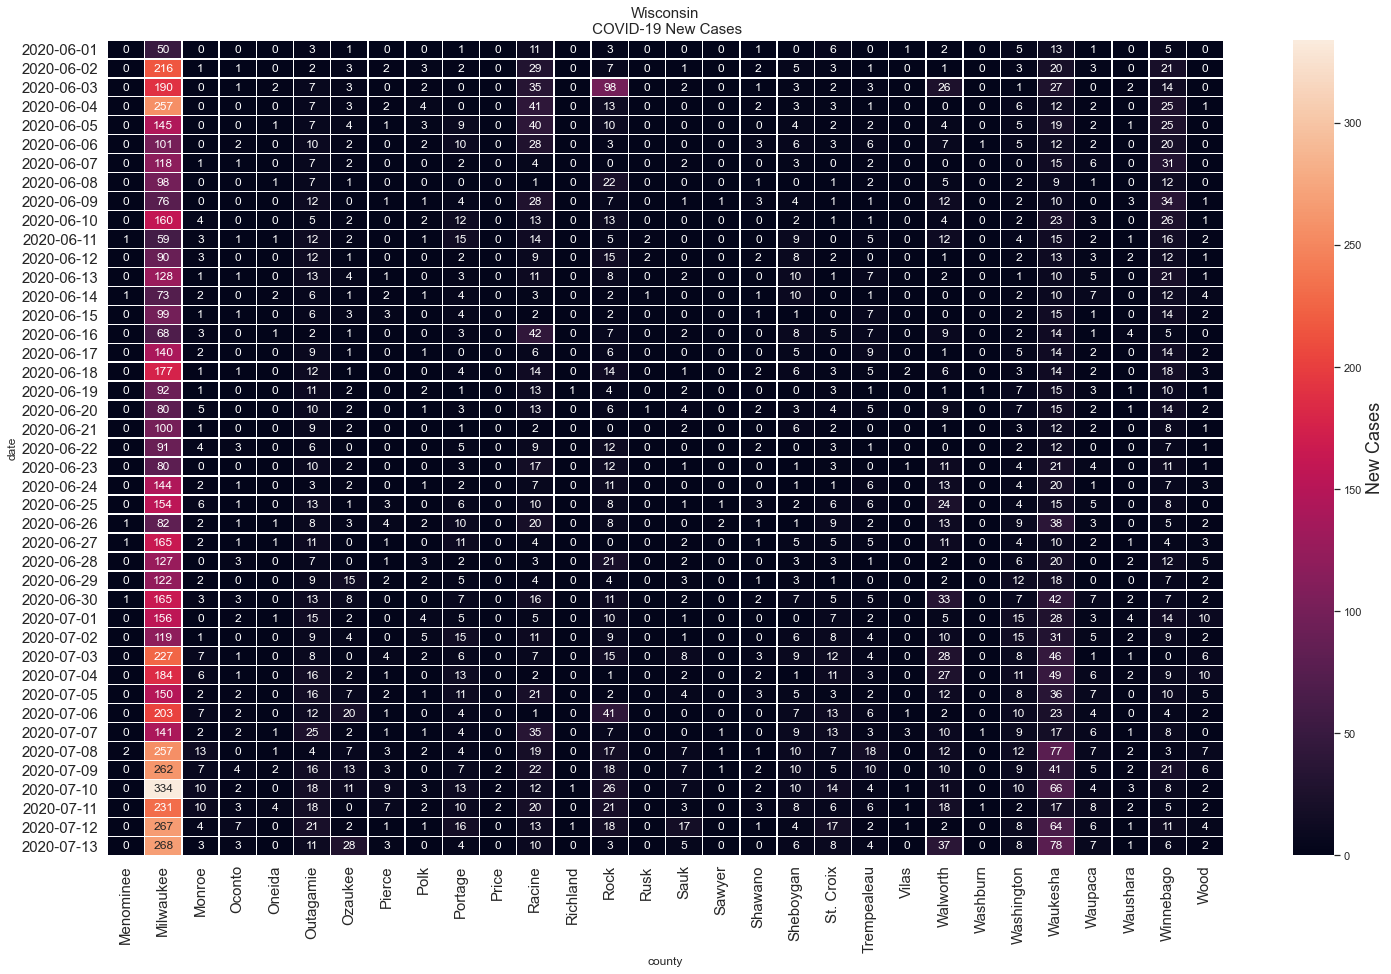 Wisconsin
COVID-19 New Cases
2020-06-01 0 50 0 0 0 3 1 0 0 1 0 11 0 3 0 0 0 1 0 6 0 1 2 0 5 13 1 0 5 0
2020-06-02 0 216 1 1 0 2 3 2 3 2 0 29 0 7 0 1 0 2 5 3 1 0 1 0 3 20 3 0 21 0
2020-06-03 0 190 0 1 2 7 3 0 2 0 0 35 0 98 0 2 0 1 3 2 3 0 26 0 1 27 0 2 14 0
2020-06-04 0 257 0 0 0 7 3 2 4 0 0 41 0 13 0 0 0 2 3 3 1 0 0 0 6 12 2 0 25 1
2020-06-05 0 145 0 0 1 7 4 1 3 9 0 40 0 10 0 0 0 0 4 2 2 0 4 0 5 19 2 1 25 0
2020-06-06 0 101 0 2 0 10 2 0 2 10 0 28 0 3 0 0 0 3 6 3 6 0 7 1 5 12 2 0 20 0
2020-06-07 0 118 1 1 0 7 2 0 0 2 0 4 0 0 0 2 0 0 3 0 2 0 0 0 0 15 6 0 31 0
2020-06-08 0 98 0 0 1 7 1 0 0 0 0 1 0 22 0 0 0 1 0 1 2 0 5 0 2 9 1 0 12 0
2020-06-09 0 76 0 0 0 12 0 1 1 4 0 28 0 7 0 1 1 3 4 1 1 0 12 0 2 10 0 3 34 1
2020-06-10 0 160 4 0 0 5 2 0 2 12 0 13 0 13 0 0 0 0 2 1 1 0 4 0 2 23 3 0 26 1
2020-06-11 1 59 3 1 1 12 2 0 1 15 0 14 0 5 2 0 0 0 9 0 5 0 12 0 4 15 2 1 16 2
2020-06-12 0 90 3 0 0 12 1 0 0 2 0 9 0 15 2 0 0 2 8 2 0 0 1 0 2 13 3 2 12 1
2020-06-13 0 128 1 1 0 13 4 1 0 3 0 11 0 8 0 2 0 0 10 1 7 0 2 0 1 10 5 0 21 1
2020-06-14 1 73 2 0 2 6 1 2 1 4 0 3 0 2 1 0 0 1 10 0 1 0 0 0 2 10 7 0 12 4
2020-06-15 0 99 1 1 0 6 3 3 0 4 0 2 0 2 0 0 0 1 1 0 7 0 0 0 2 15 1 0 14 2
2020-06-16 0 68 3 0 1 2 1 0 0 3 0 42 0 7 0 2 0 0 8 5 7 0 9 0 2 14 1 4 5 0
2020-06-17 0 140 2 0 0 9 1 0 1 0 0 6 0 6 0 0 0 0 5 0 9 0 1 0 5 14 2 0 14 2
2020-06-18 0 177 1 1 0 12 1 0 0 4 0 14 0 14 0 1 0 2 6 3 5 2 6 0 3 14 2 0 18 3
2020-06-19 0 92 1 0 0 11 2 0 2 1 0 13 1 4 0 2 0 0 0 3 1 0 1 1 7 15 3 1 10 1
2020-06-20 0 80 5 0 0 10 2 0 1 3 0 13 0 6 1 4 0 2 3 4 5 0 9 0 7 15 2 1 14 2
2020-06-21 0 100 1 0 0 9 2 0 0 1 0 2 0 0 0 2 0 0 6 2 0 0 1 0 3 12 2 0 8 1
2020-06-22 0 91 4 3 0 6 0 0 0 5 0 9 0 12 0 0 0 2 0 3 1 0 0 0 2 12 0 0 7 1
2020-06-23 0 80 0 0 0 10 2 0 0 3 0 17 0 12 0 1 0 0 1 3 0 1 11 0 4 21 4 0 11 1
2020-06-24 0 144 2 1 0 3 2 0 1 2 0 7 0 11 0 0 0 0 1 1 6 0 13 0 4 20 1 0 7 3
2020-06-25 0 154 6 1 0 13 1 3 0 6 0 10 0 8 0 1 1 3 2 6 6 0 24 0 4 15 5 0 8 0
2020-06-26 1 82 2 1 1 8 3 4 2 10 0 20 0 8 0 0 2 1 1 9 2 0 13 0 9 38 3 0 5 2
2020-06-27 1 165 2 1 1 11 0 1 0 11 0 4 0 0 0 2 0 1 5 5 5 0 11 0 4 10 2 1 4 3
2020-06-28 0 127 0 3 0 7 0 1 3 2 0 3 0 21 0 2 0 0 3 3 1 0 2 0 6 20 0 2 12 5
2020-06-29 0 122 2 0 0 9 15 2 2 5 0 4 0 4 0 3 0 1 3 1 0 0 2 0 12 18 0 0 7 2
2020-06-30 1 165 3 3 0 13 8 0 0 7 0 16 0 11 0 2 0 2 7 5 5 0 33 0 7 42 7 2 7 2
2020-07-01 0 156 0 2 1 15 2 0 4 5 0 5 0 10 0 1 0 0 0 7 2 0 5 0 15 28 3 4 14 10
2020-07-02 0 119 1 0 0 9 4 0 5 15 0 11 0 9 0 1 0 0 6 8 4 0 10 0 15 31 5 2 9 2
2020-07-03 0 227 7 1 0 8 0 4 2 6 0 7 0 15 0 8 0 3 9 12 4 0 28 0 8 46 1 1 0 6
2020-07-04 0 184 6 1 0 16 2 1 0 13 0 2 0 1 0 2 0 2 1 11 3 0 27 0 11 49 1 2 9 10
2020-07-05 0 150 2 2 0 16 7 2 1 11 0 21 0 2 0 4 0 3 5 3 2 0 12 0 8 36 7 0 10 5
2020-07-06 0 203 7 2 0 12 20 1 0 4 0 1 0 41 0 0 0 0 7 13 6 1 2 0 10 23 4 0 4 2
2020-07-07 0 141 2 2 1 25 2 1 1 4 0 35 0 7 0 0 1 0 9 13 3 3 10 1 9 17 6 1 8 0
2020-07-08 2 257 13 0 1 4 7 3 2 4 0 19 0 17 0 7 1 1 10 7 18 0 12 0 12 77 7 2 3 7
2020-07-09 0 262 7 4 2 16 13 3 0 7 2 22 0 18 0 7 1 2 10 5 10 0 10 0 9 41 5 2 21 6
2020-07-10 0 334 10 2 0 18 11 9 3 13 2 12 1 26 0 7 0 2 10 14 4 1 11 0 10 66 4 3 8 2
2020-07-11 0 231 10 3 4 18 0 7 2 10 2 20 0 21 0 3 0 3 8 6 6 1 18 1 2 17 8 2 5 2
2020-07-12 0 267 4 7 0 21 2 1 1 16 0 13 1 18 0 17 0 1 4 17 2 1 2 0 8 64 6 1 11 4
2020-07-13 0 268 3 3 0 11 28 3 0 4 0 10 0 3 0 5 0 0 6 8 4 0 37 0 8 78 7 1 6 2
Menominee Milwaukee Monroe Oconto Oneida Outagamie Ozaukee Pierce Polk Portage Price Racine Richland Rock Rusk Sauk Sawyer Shawano Sheboygan St. Croix Trempealeau Vilas Walworth Washburn Washington Waukesha Waupaca Waushara Winnebago Wood
county
date
300
250
200
150
100
50
0
New Cases